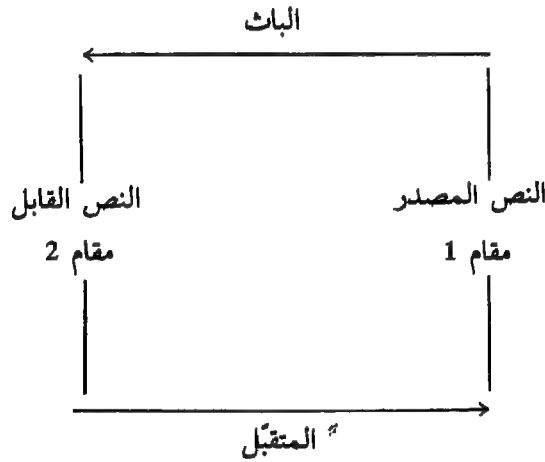 الباث
النص المصدر
مقام 1
النص القابل
مقام 2
المتقبّل